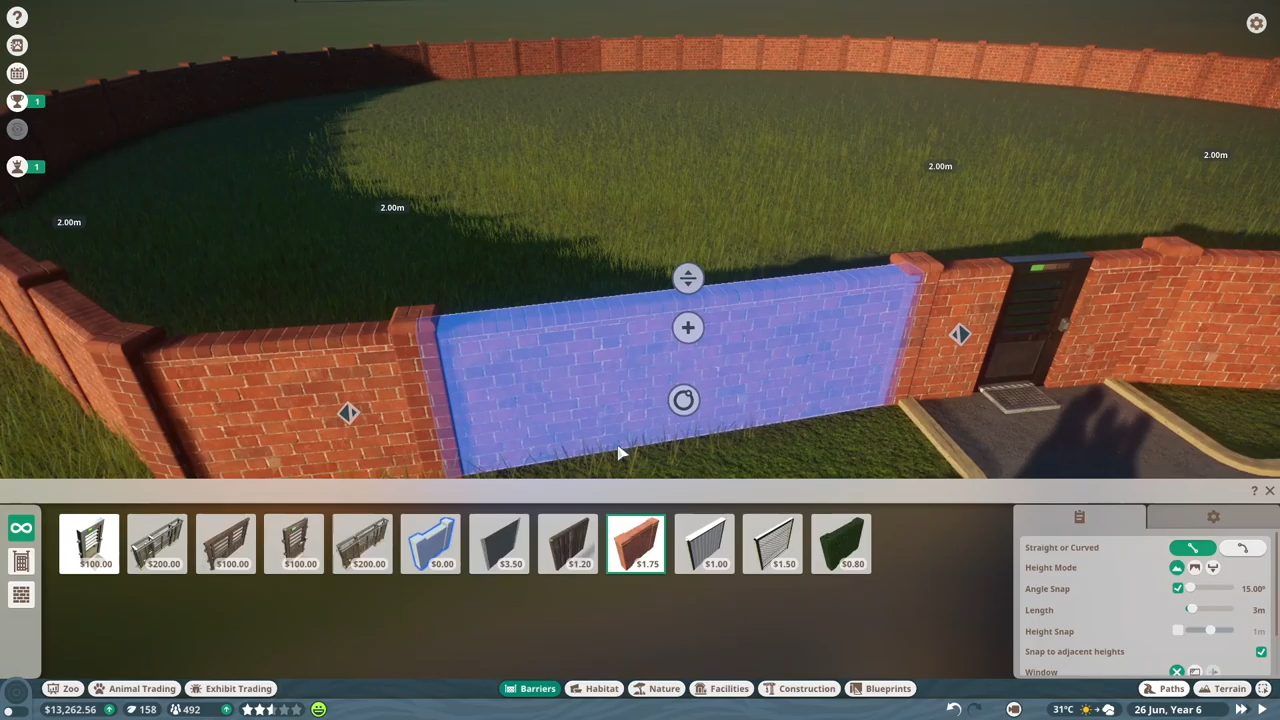 ?
1
1
2.00m
2.00m
2.00m
2.00m
?
$100.00
$200.00
$100.00
$100.00
$200.00
$0.00
$3.50
$1.20
$1.75
$1.00
$1.50
$0.80
Straight or Curved
Height Mode
Angle Snap
15.00°
Length
3m
Height Snap
1m
Snap to adjacent heights
Window
Zoo
Animal Trading
Exhibit Trading
Barriers
Habitat
Nature
Facilities
Construction
Blueprints
Paths
Terrain
$13,262.56
158
492
31°C
26 Jun, Year 6